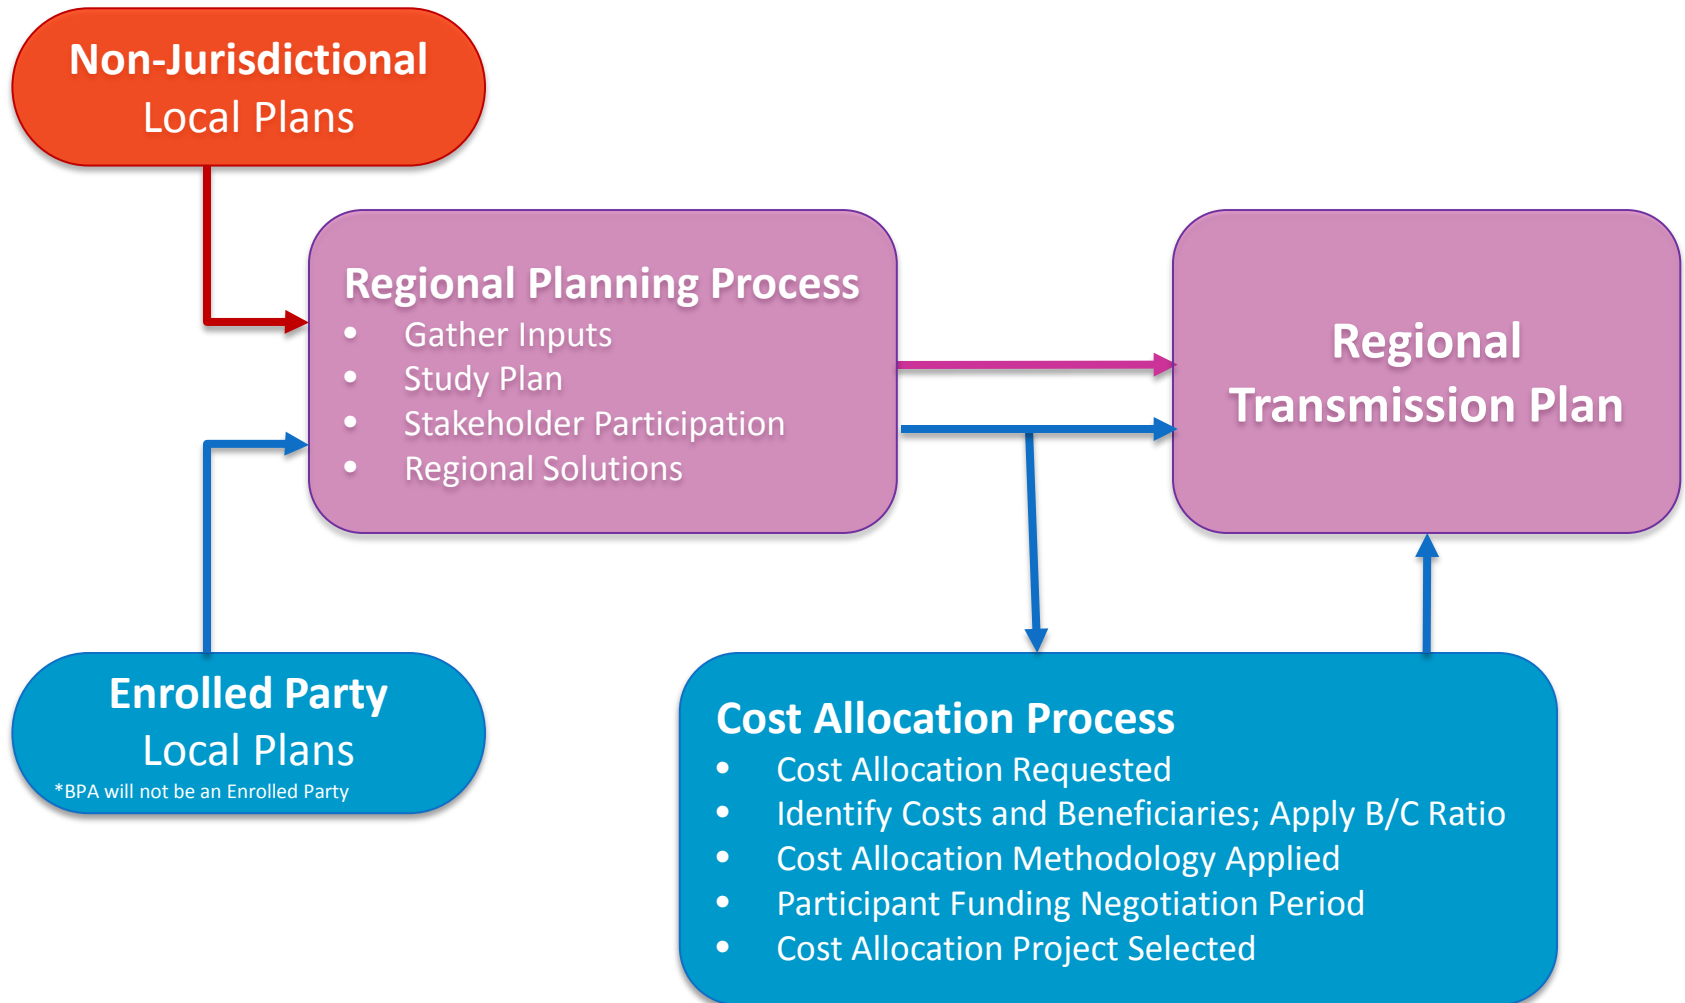 Non-Jurisdictional
Local Plans
Regional Planning Process
• Gather Inputs
• Study Plan
• Stakeholder Participation
• Regional Solutions
Regional
Transmission Plan
Enrolled Party
Local Plans
*BPA will not be an Enrolled Party
Cost Allocation Process
• Cost Allocation Requested
• Identify Costs and Beneficiaries; Apply B/C Ratio
• Cost Allocation Methodology Applied
• Participant Funding Negotiation Period
• Cost Allocation Project Selected